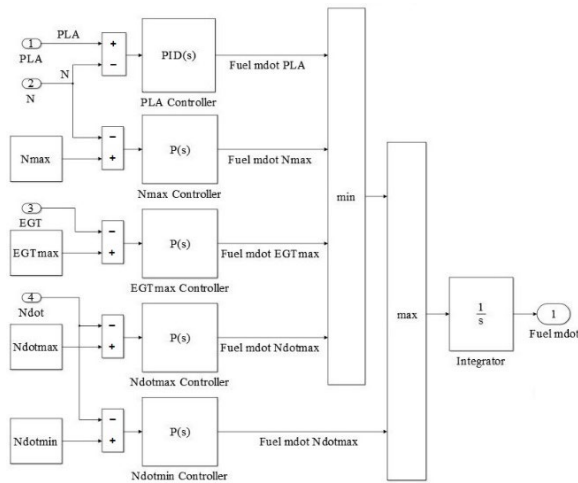 PLA
1
PLA
+
−
PID(s)
PLA Controller
Fuel mdot PLA
2
N
N
−
+
Nmax
P(s)
Nmax Controller
Fuel mdot Nmax
3
EGT
−
+
EGTmax
P(s)
EGTmax Controller
Fuel mdot EGTmax
4
Ndot
−
+
Ndotmax
P(s)
Ndotmax Controller
Fuel mdot Ndotmax
−
+
Ndotmin
P(s)
Ndotmin Controller
Fuel mdot Ndotmax
min
max
1
s
Integrator
1
Fuel mdot